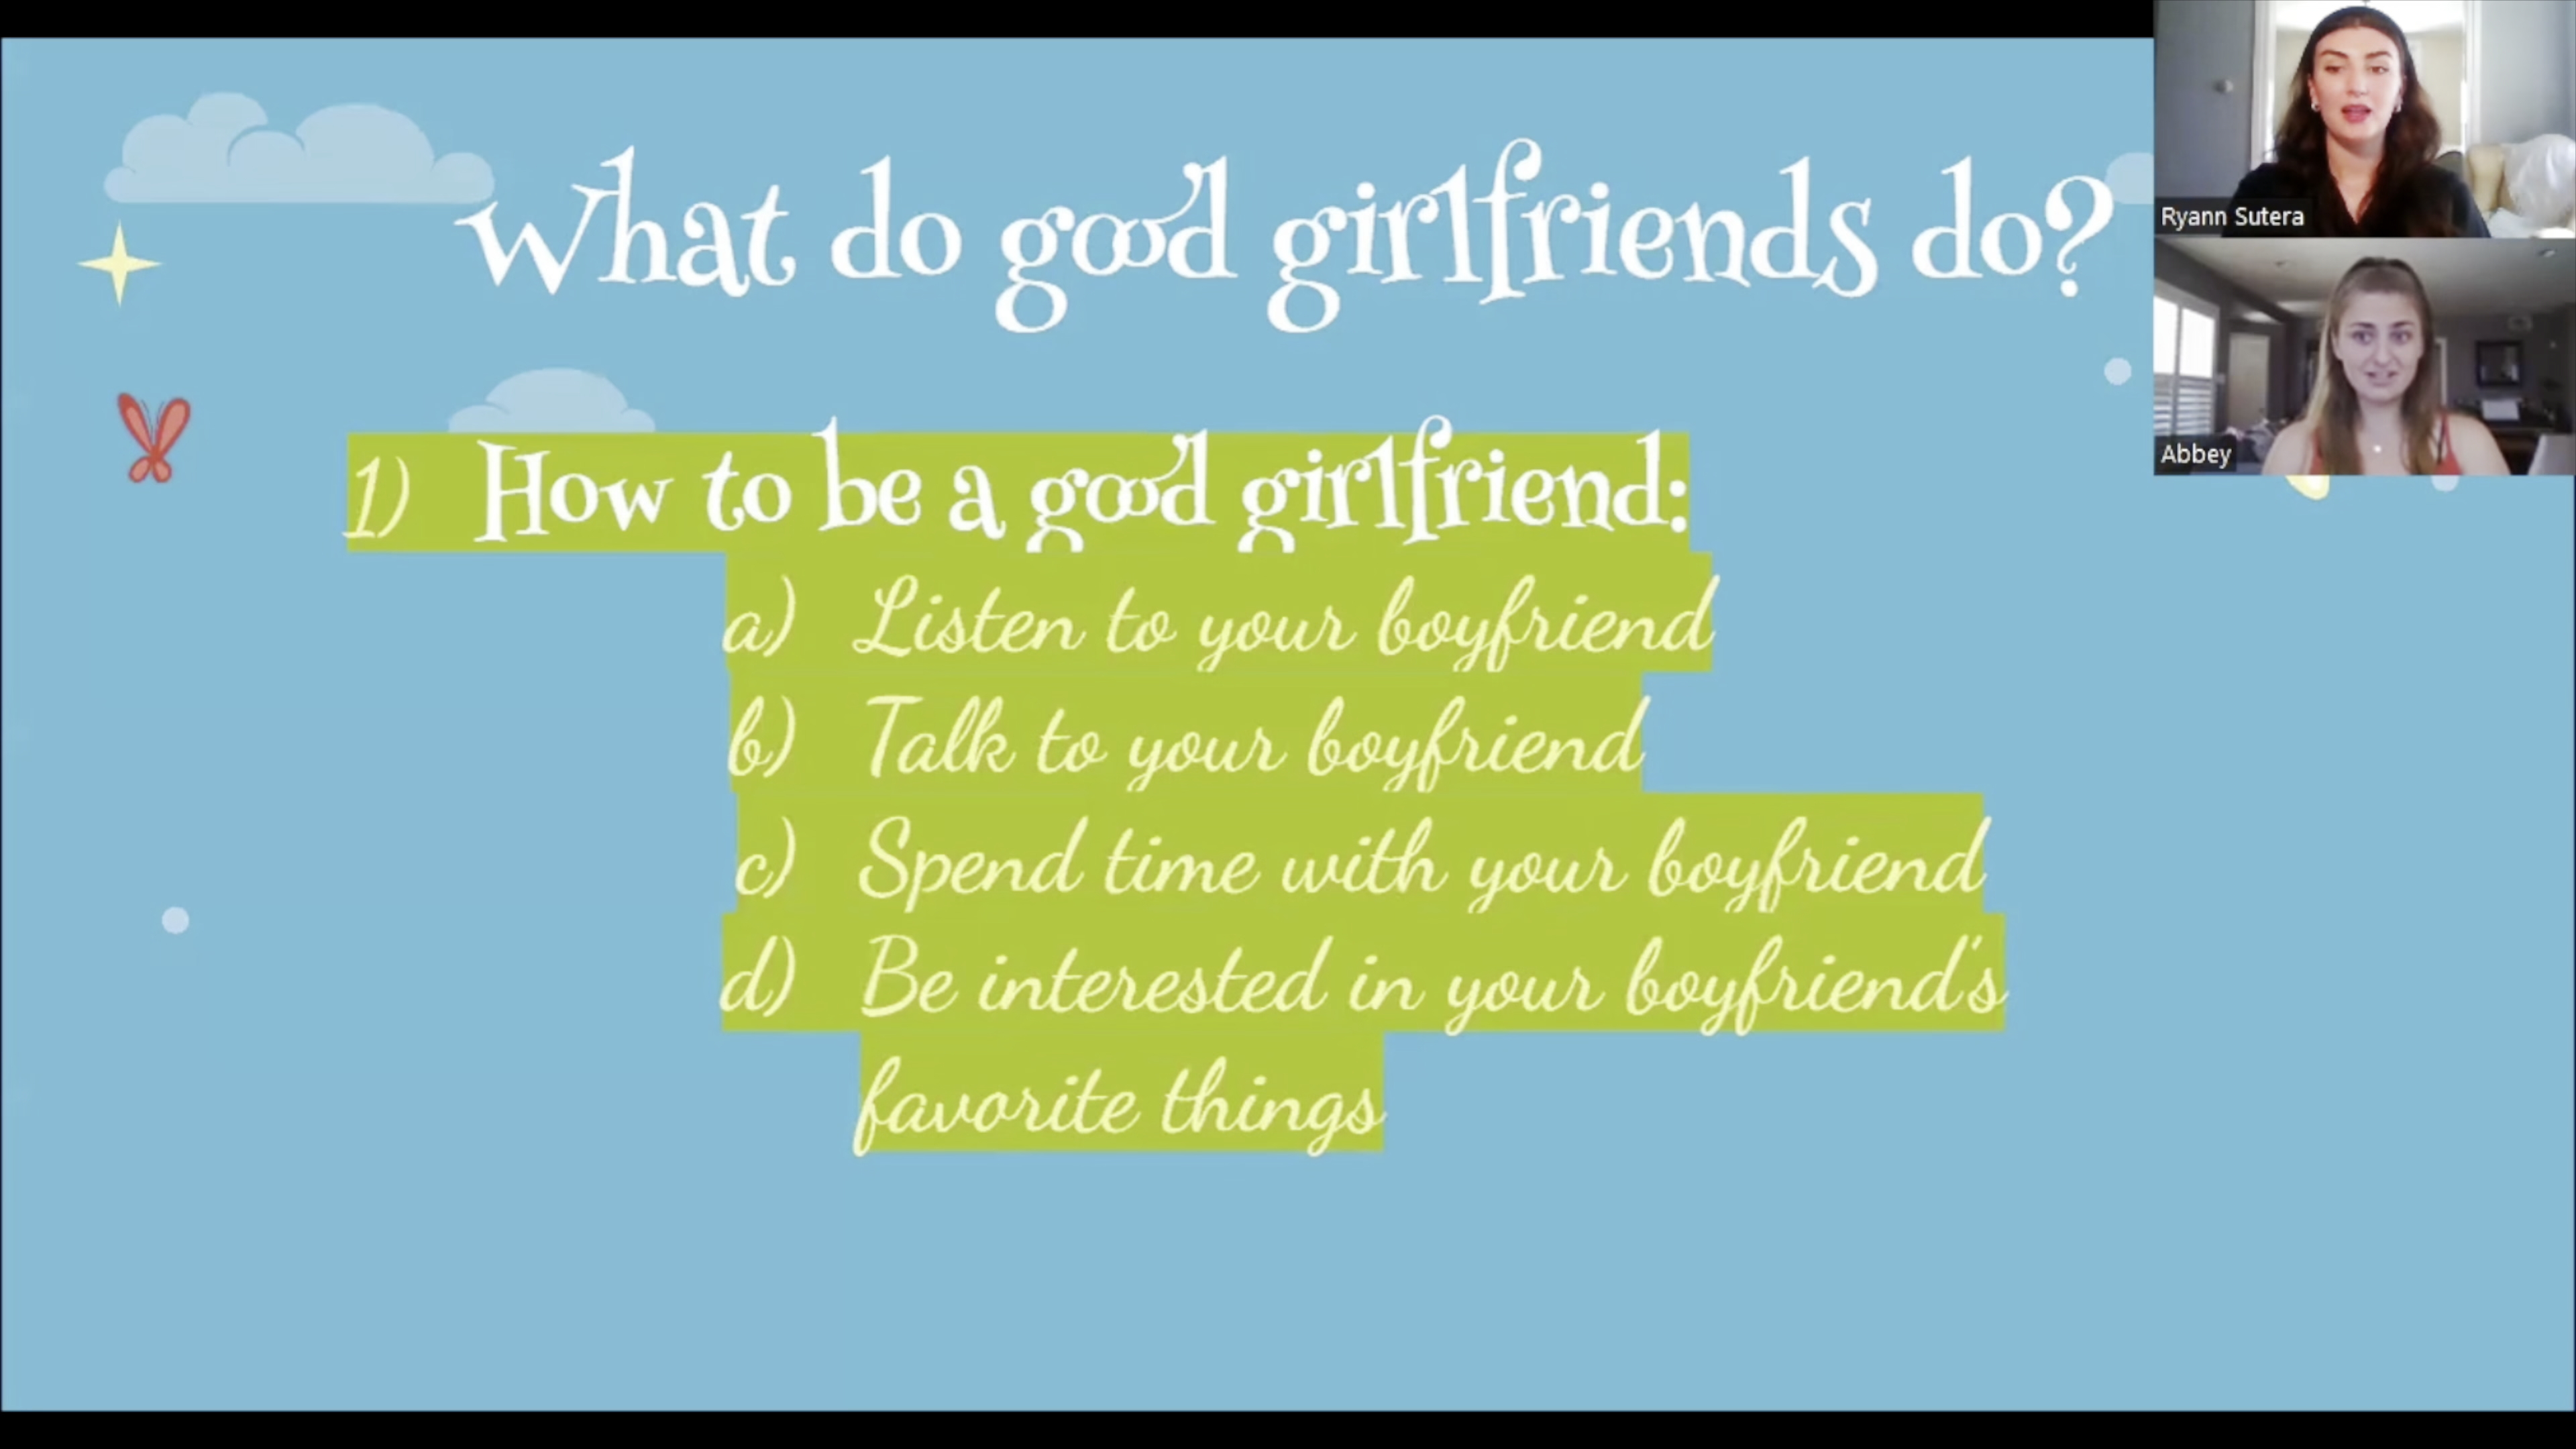 What do good girlfriends do?
1) How to be a good girlfriend:
a) Listen to your boyfriend
b) Talk to your boyfriend
c) Spend time with your boyfriend
d) Be interested in your boyfriend's
favorite things
Ryann Sutera
Abbey